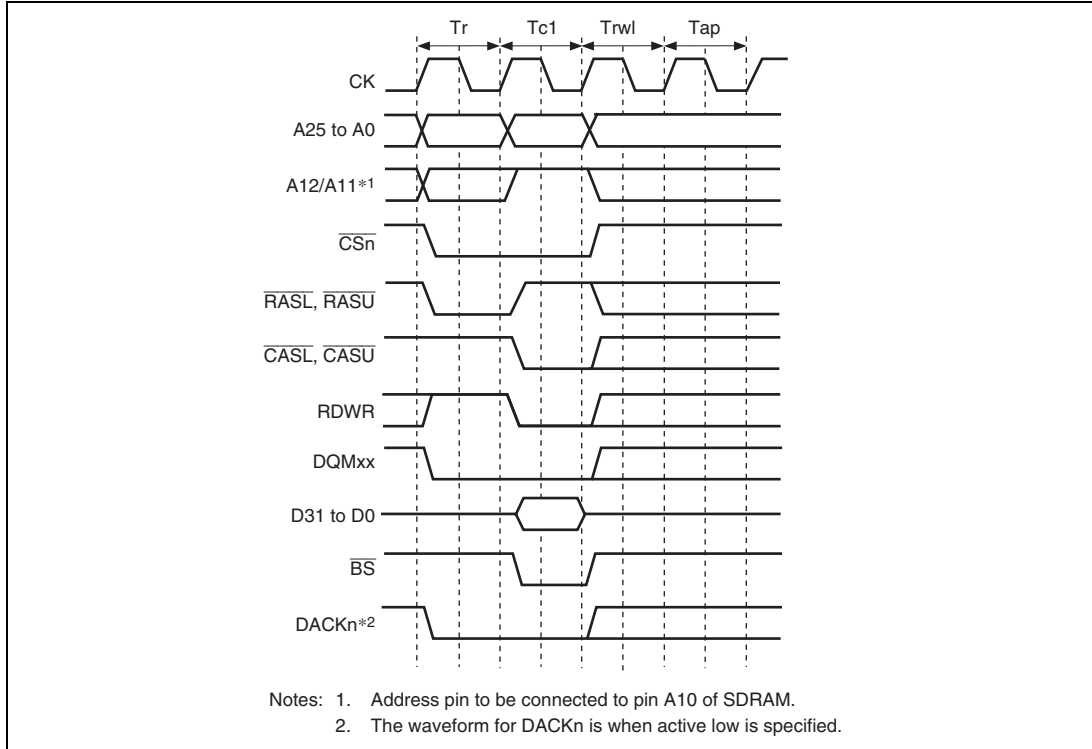 Tr Tc1 Trwl Tap
CK
A25 to A0
A12/A11*1
CSn
RASL, RASU
CASL, CASU
RDWR
DQMxx
D31 to D0
BS
DACKn*2
Notes: 1. Address pin to be connected to pin A10 of SDRAM.
2. The waveform for DACKn is when active low is specified.